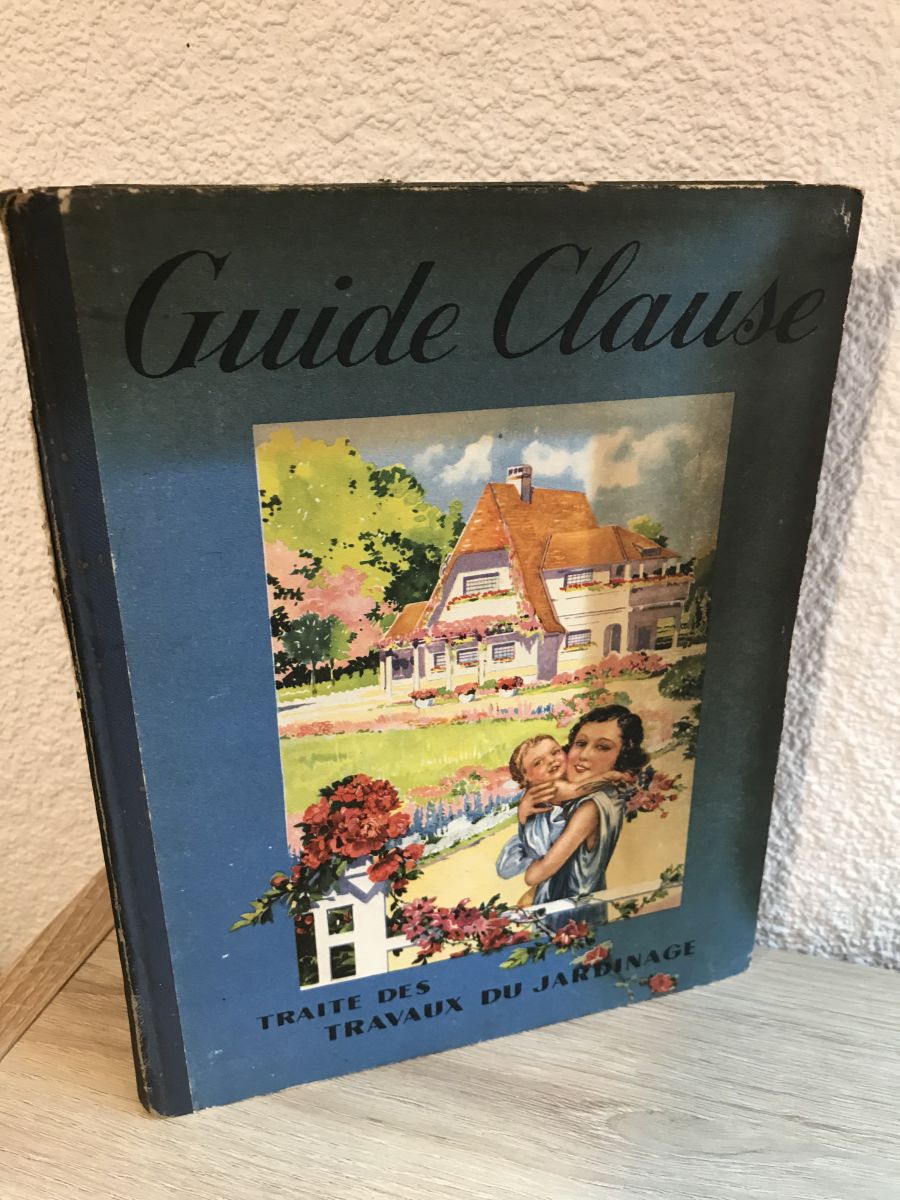 Guide Clause
TRAITE DES
TRAVAUX DU JARDINAGE